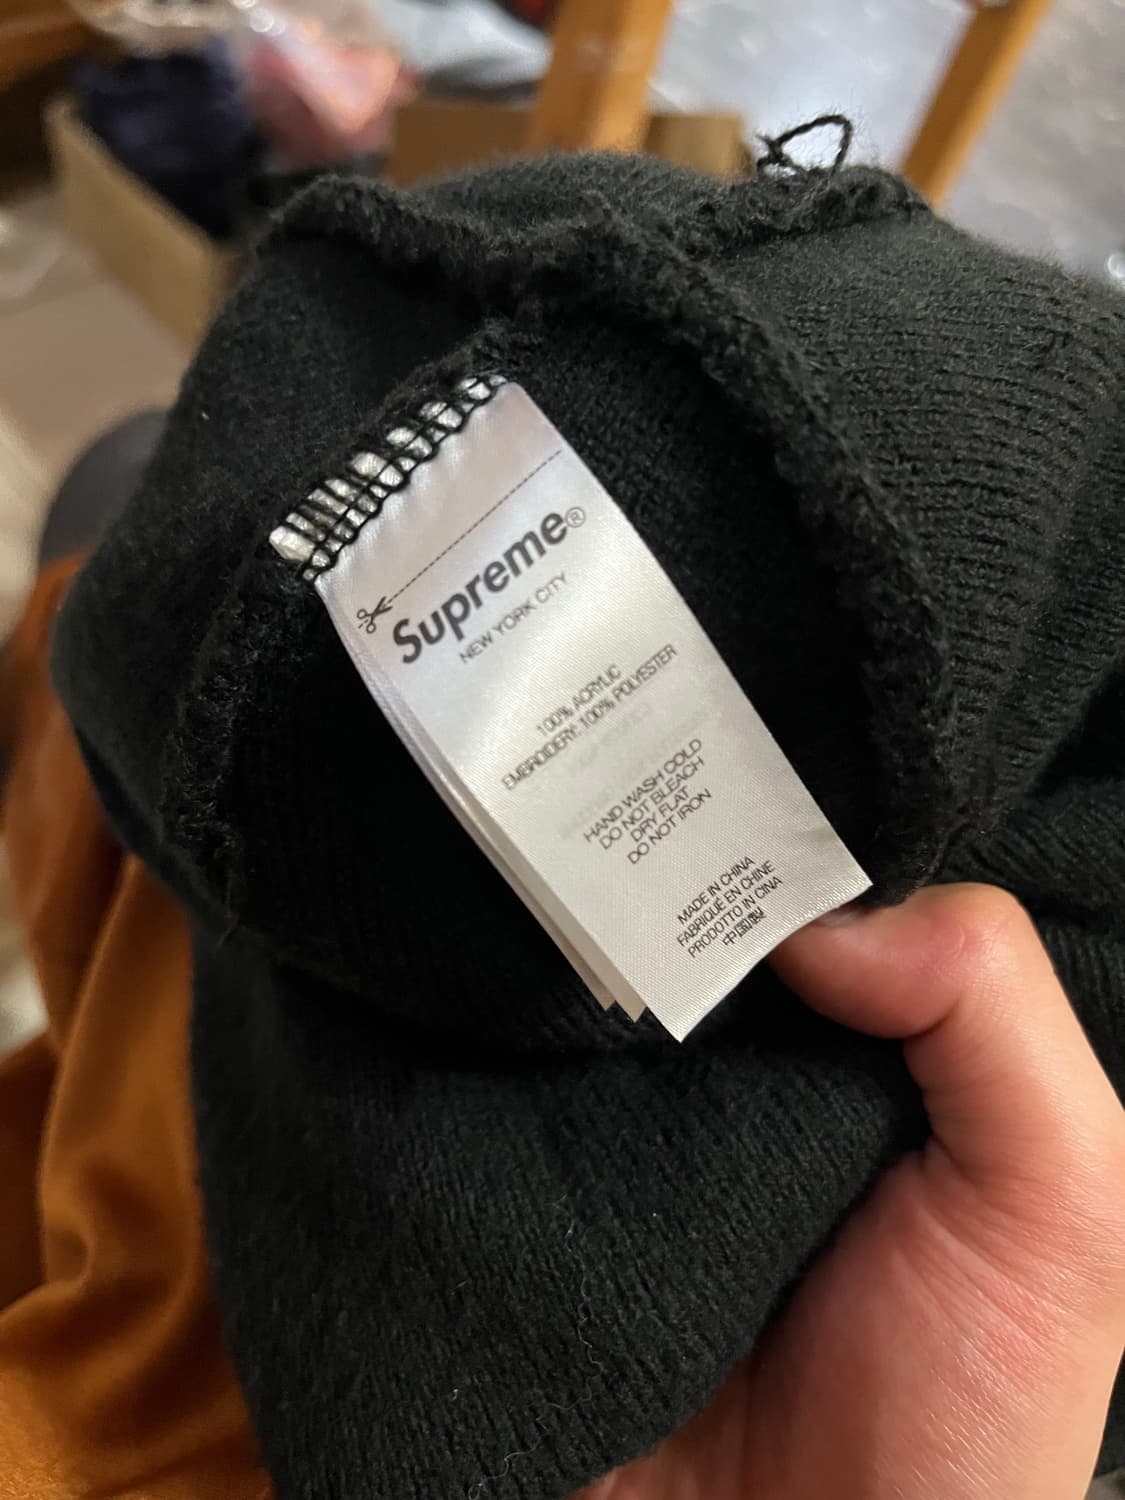 Supreme®
NEW YORK CITY
100% ACRYLIC
EMBROIDERY: 100% POLYESTER
HAND WASH COLD
DO NOT BLEACH
DRY FLAT
DO NOT IRON
MADE IN CHINA
FABRIQUÉ EN CHINE
PRODOTTO IN CINA
中国製